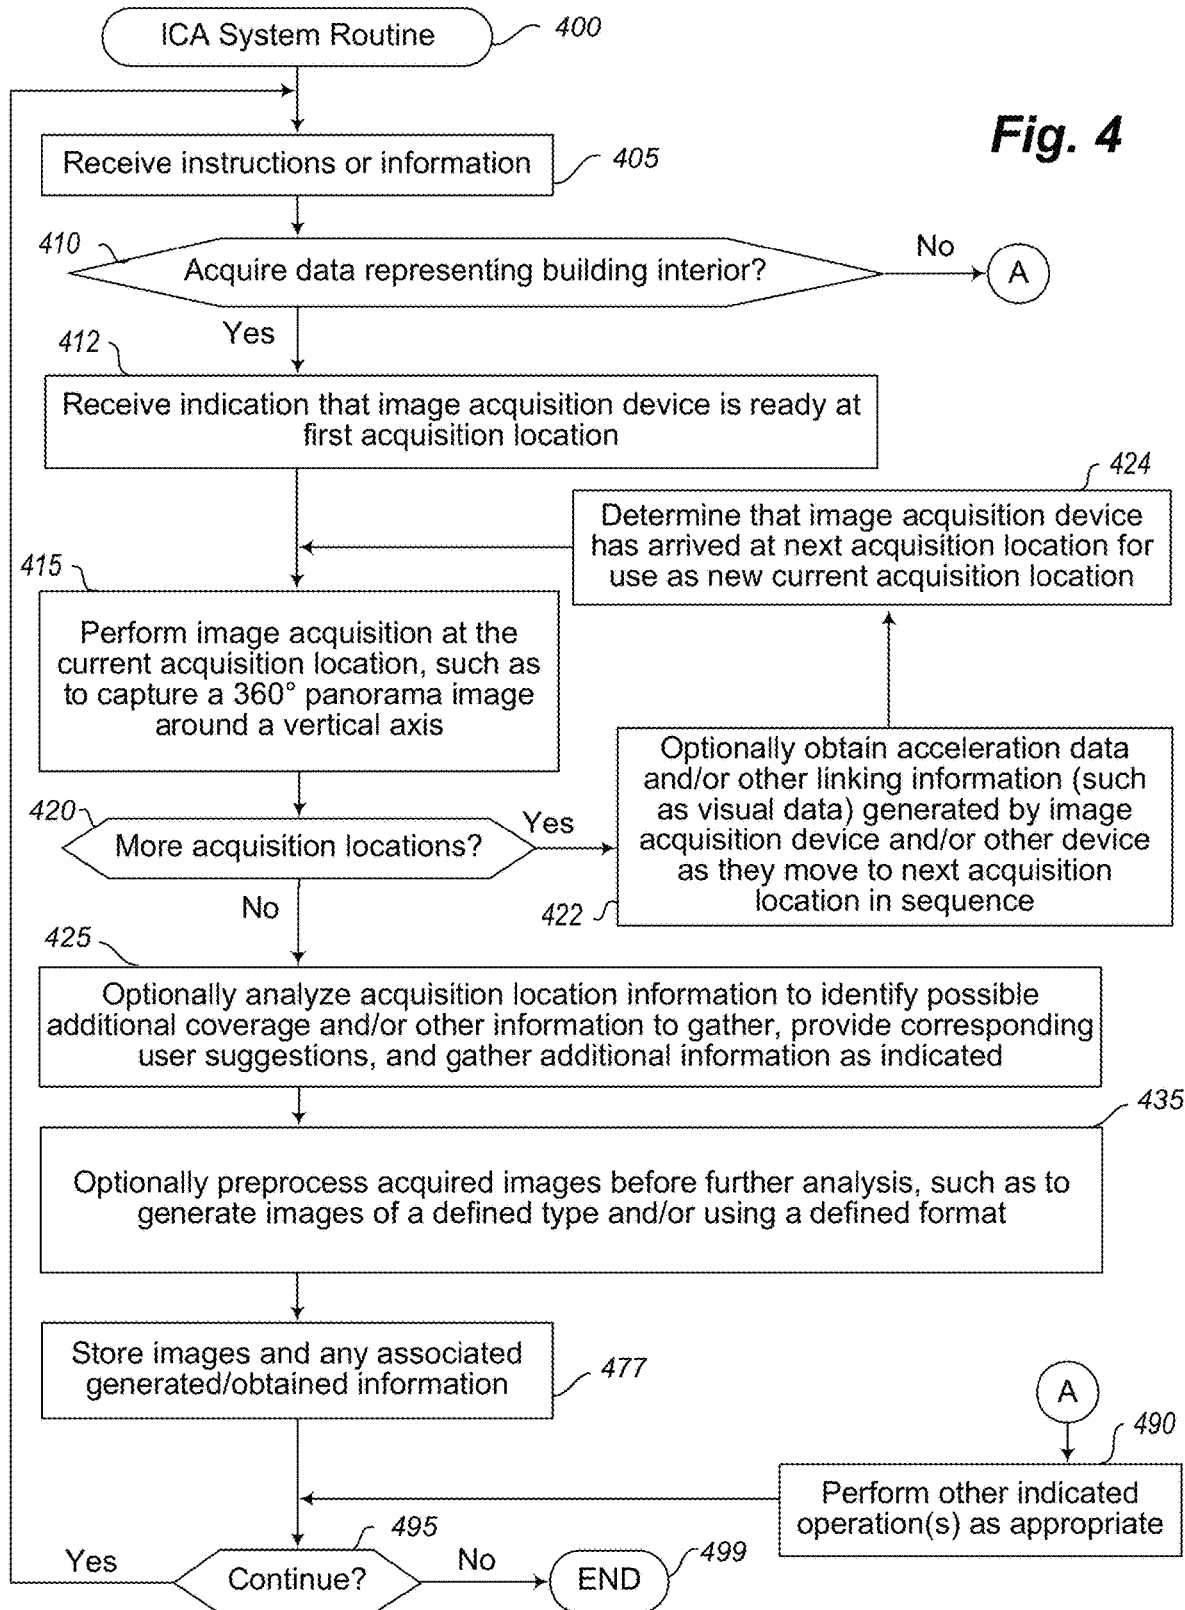 ICA System Routine
400
Fig. 4
Receive instructions or information
405
410
Acquire data representing building interior?
No
A
Yes
412
Receive indication that image acquisition device is ready at
first acquisition location
424
Determine that image acquisition device
has arrived at next acquisition location for
use as new current acquisition location
415
Perform image acquisition at the
current acquisition location, such as
to capture a 360° panorama image
around a vertical axis
Optionally obtain acceleration data
and/or other linking information (such
as visual data) generated by image
acquisition device and/or other device
as they move to next acquisition
location in sequence
422
420
More acquisition locations?
Yes
No
425
Optionally analyze acquisition location information to identify possible
additional coverage and/or other information to gather, provide corresponding
user suggestions, and gather additional information as indicated
435
Optionally preprocess acquired images before further analysis, such as to
generate images of a defined type and/or using a defined format
Store images and any associated
generated/obtained information
477
A
490
Perform other indicated
operation(s) as appropriate
495
Yes
Continue?
No
END
499